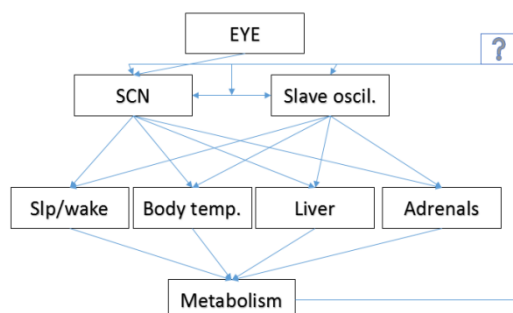 EYE
?
SCN
Slave oscil.
Slp/wake
Body temp.
Liver
Adrenals
Metabolism